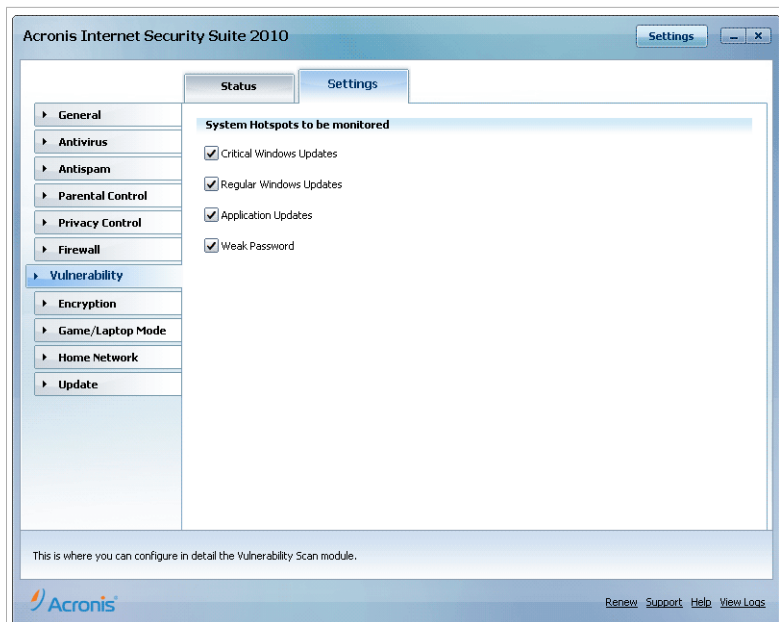 Acronis Internet Security Suite 2010
Settings
Status
Settings
General
Antivirus
Antispam
Parental Control
Privacy Control
Firewall
Vulnerability
Encryption
Game/Laptop Mode
Home Network
Update
System Hotspots to be monitored
Critical Windows Updates
Regular Windows Updates
Application Updates
Weak Password
This is where you can configure in detail the Vulnerability Scan module.
Acronis
Renew Support Help View Logs